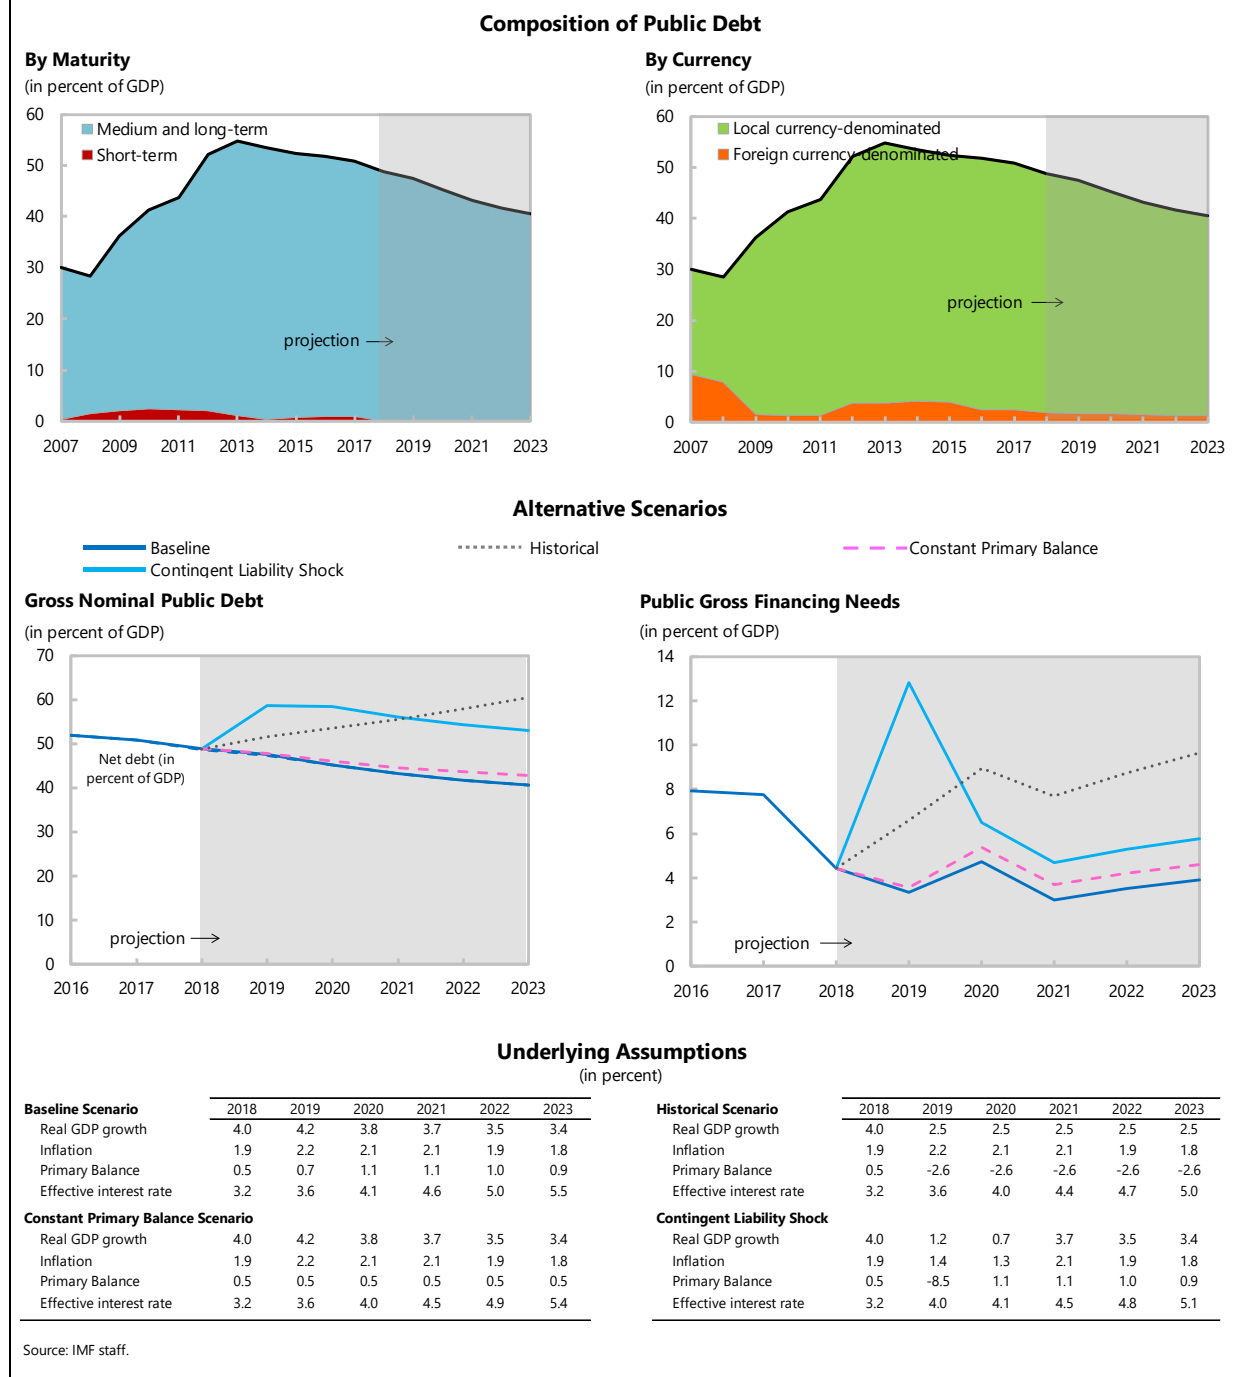 Composition of Public Debt
By Maturity
(in percent of GDP)
60
50
40
30
20
10
0
Medium and long-term
Short-term
projection
2007 2009 2011 2013 2015 2017 2019 2021 2023
By Currency
(in percent of GDP)
60
50
40
30
20
10
0
Local currency-denominated
Foreign currency-denominated
projection
2007 2009 2011 2013 2015 2017 2019 2021 2023
Alternative Scenarios
Baseline Historical Constant Primary Balance
Contingent Liability Shock
Gross Nominal Public Debt
(in percent of GDP)
70
60
50
40
30
20
10
0
Net debt (in
percent of GDP)
projection
2016 2017 2018 2019 2020 2021 2022 2023
Public Gross Financing Needs
(in percent of GDP)
14
12
10
8
6
4
2
0
projection
2016 2017 2018 2019 2020 2021 2022 2023
Underlying Assumptions
(in percent)
Baseline Scenario 2018 2019 2020 2021 2022 2023
Real GDP growth 4.0 4.2 3.8 3.7 3.5 3.4
Inflation 1.9 2.2 2.1 2.1 1.9 1.8
Primary Balance 0.5 0.7 1.1 1.1 1.0 0.9
Effective interest rate 3.2 3.6 4.1 4.6 5.0 5.5
Constant Primary Balance Scenario
Real GDP growth 4.0 4.2 3.8 3.7 3.5 3.4
Inflation 1.9 2.2 2.1 2.1 1.9 1.8
Primary Balance 0.5 0.5 0.5 0.5 0.5 0.5
Effective interest rate 3.2 3.6 4.0 4.5 4.9 5.4
Historical Scenario 2018 2019 2020 2021 2022 2023
Real GDP growth 4.0 2.5 2.5 2.5 2.5 2.5
Inflation 1.9 2.2 2.1 2.1 1.9 1.8
Primary Balance 0.5 -2.6 -2.6 -2.6 -2.6 -2.6
Effective interest rate 3.2 3.6 4.0 4.4 4.7 5.0
Contingent Liability Shock
Real GDP growth 4.0 1.2 0.7 3.7 3.5 3.4
Inflation 1.9 1.4 1.3 2.1 1.9 1.8
Primary Balance 0.5 -8.5 1.1 1.1 1.0 0.9
Effective interest rate 3.2 4.0 4.1 4.5 4.8 5.1
Source: IMF staff.